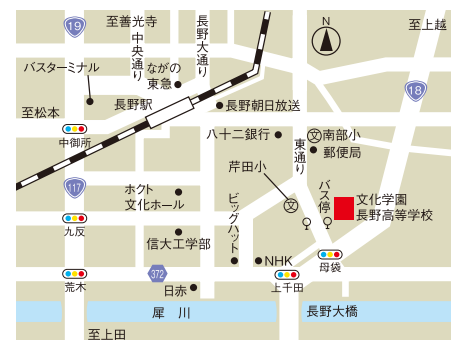 19
至善光寺
中央通り
長野大通り
N
至上越
バスターミナル
ながの
東急
18
長野駅
長野朝日放送
至松本
中御所
八十二銀行
文
南部小
郵便局
東通り
芹田小
文
117
ホクト
文化ホール
ビッグハット
バス停
文化学園
長野高等学校
九反
信大工学部
NHK
母袋
372
上千田
荒木
日赤
犀 川
長野大橋
至上田